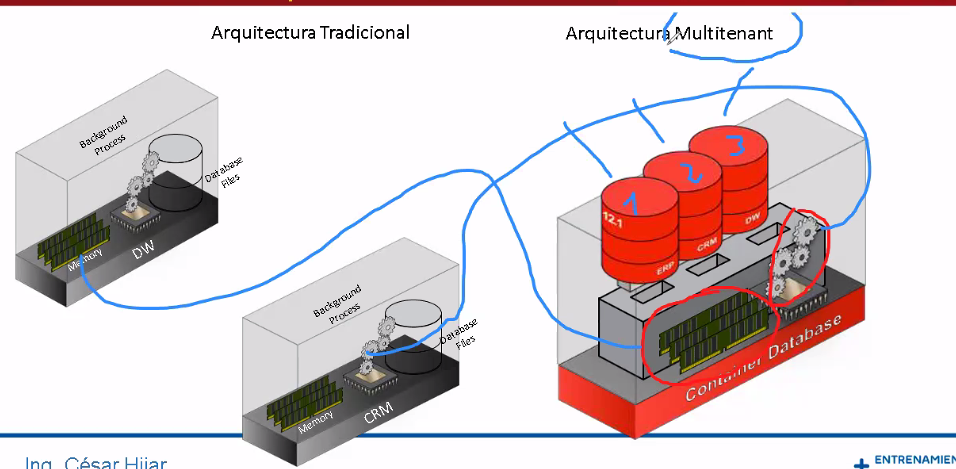 Arquitectura Tradicional
Arquitectura Multitenant
Background
Process
Database
Files
Memory
DW
Background
Process
Database
Files
Memory
CRM
1
2
3
12.1
ERP
CRM
DW
Container Database
Ing. César Hijar
ENTRENAMIEN